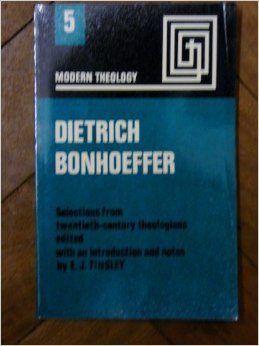 5
MODERN THEOLOGY
DIETRICH
BONHOEFFER
Selections from
twentieth-century theologians
edited
with an introduction and notes
by E. J. TINSLEY